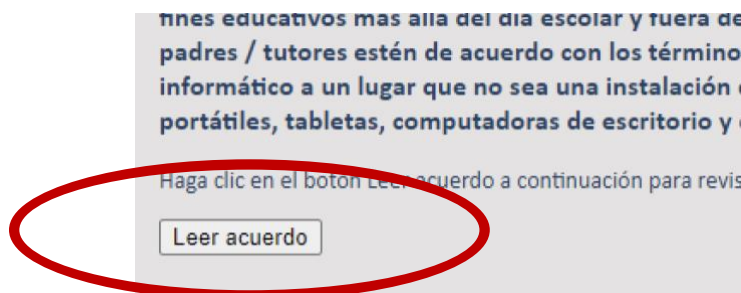 fines educativos más allá del día escolar y fuera de
padres / tutores estén de acuerdo con los término
informático a un lugar que no sea una instalación
portátiles, tabletas, computadoras de escritorio y
Haga clic en el botón Leer acuerdo a continuación para revis
Leer acuerdo